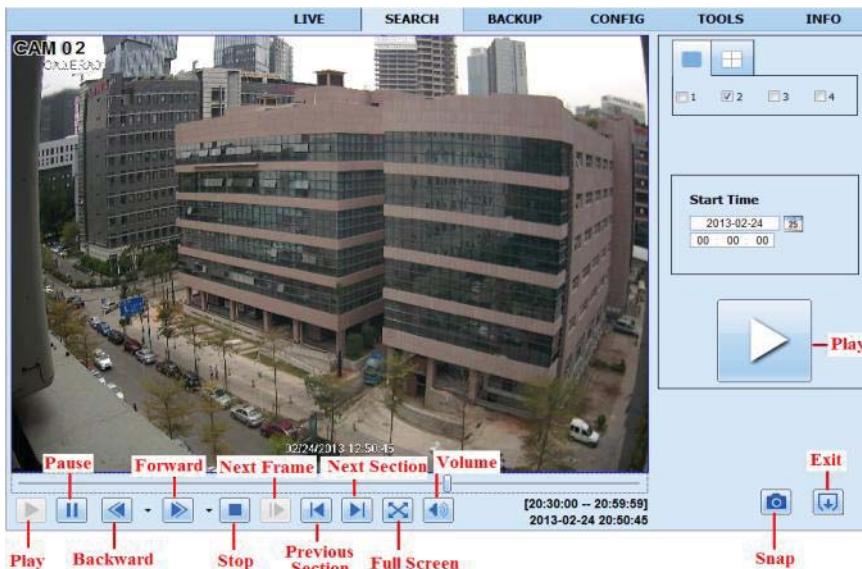 LIVE SEARCH BACKUP CONFIG TOOLS INFO
CAM 02
CAMERA02
1 2 3 4
Start Time
2013-02-24 25
00 : 00 : 00
Play
02/24/2013 12:50:45
Pause Forward Next Frame Next Section Volume Exit
[20:30:00 -- 20:59:59]
2013-02-24 20:50:45
Play Backward Stop Previous Section Full Screen Snap